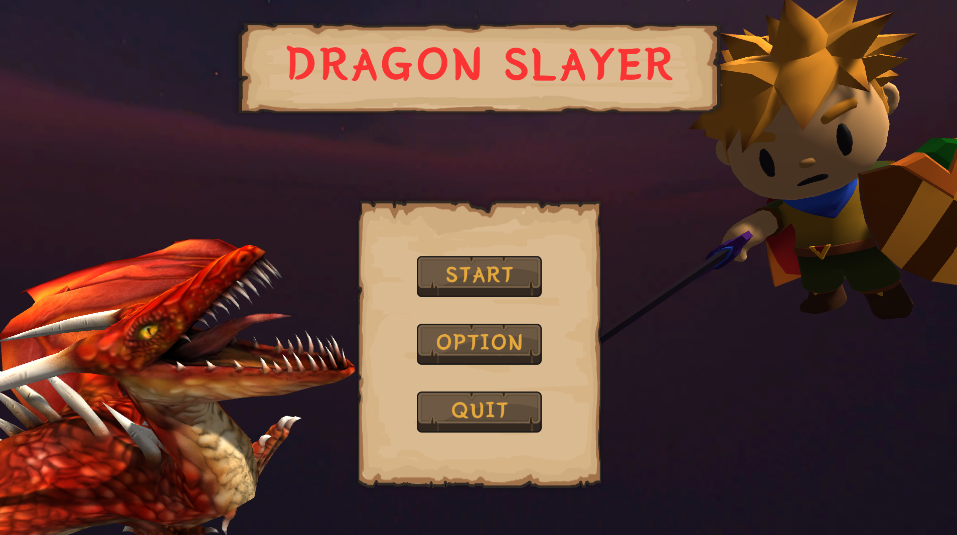 DRAGON SLAYER
START
OPTION
QUIT